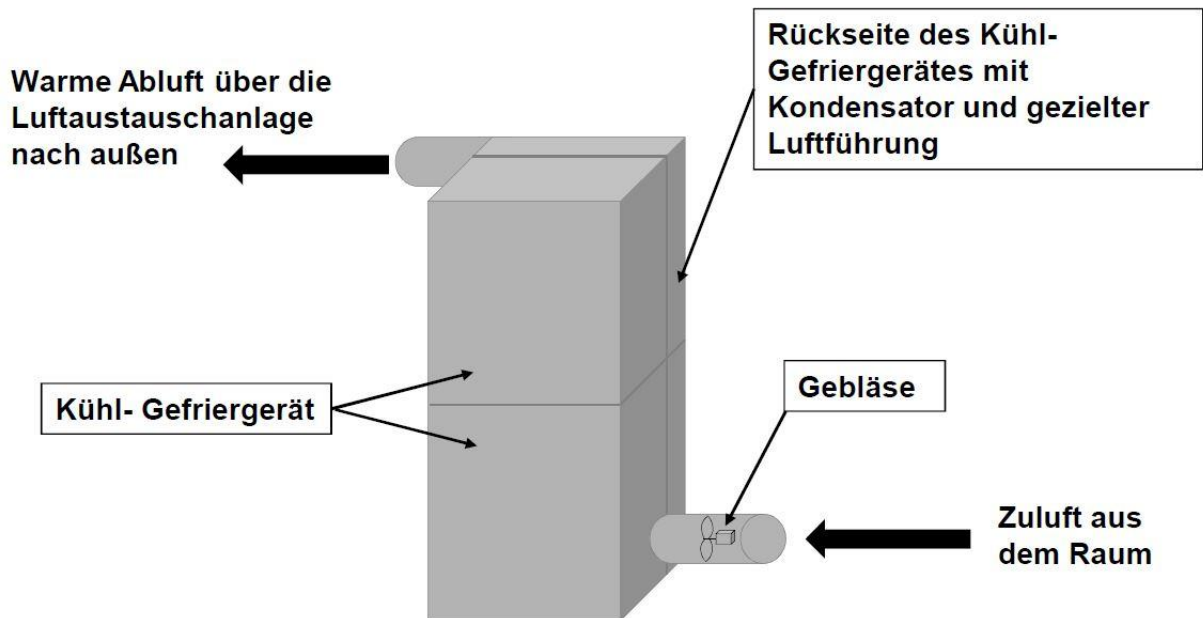 Warme Abluft über die
Luftaustauschanlage
nach außen
Rückseite des Kühl-
Gefriergerätes mit
Kondensator und gezielter
Luftführung
Kühl- Gefriergerät
Gebläse
Zuluft aus
dem Raum